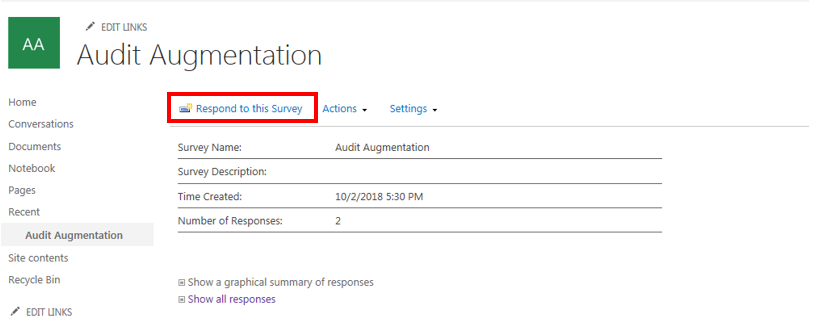 AA
EDIT LINKS
Audit Augmentation
Home
Conversations
Documents
Notebook
Pages
Recent
Audit Augmentation
Site contents
Recycle Bin
EDIT LINKS
Respond to this Survey Actions Settings
Survey Name: Audit Augmentation
Survey Description:
Time Created: 10/2/2018 5:30 PM
Number of Responses: 2
Show a graphical summary of responses
Show all responses